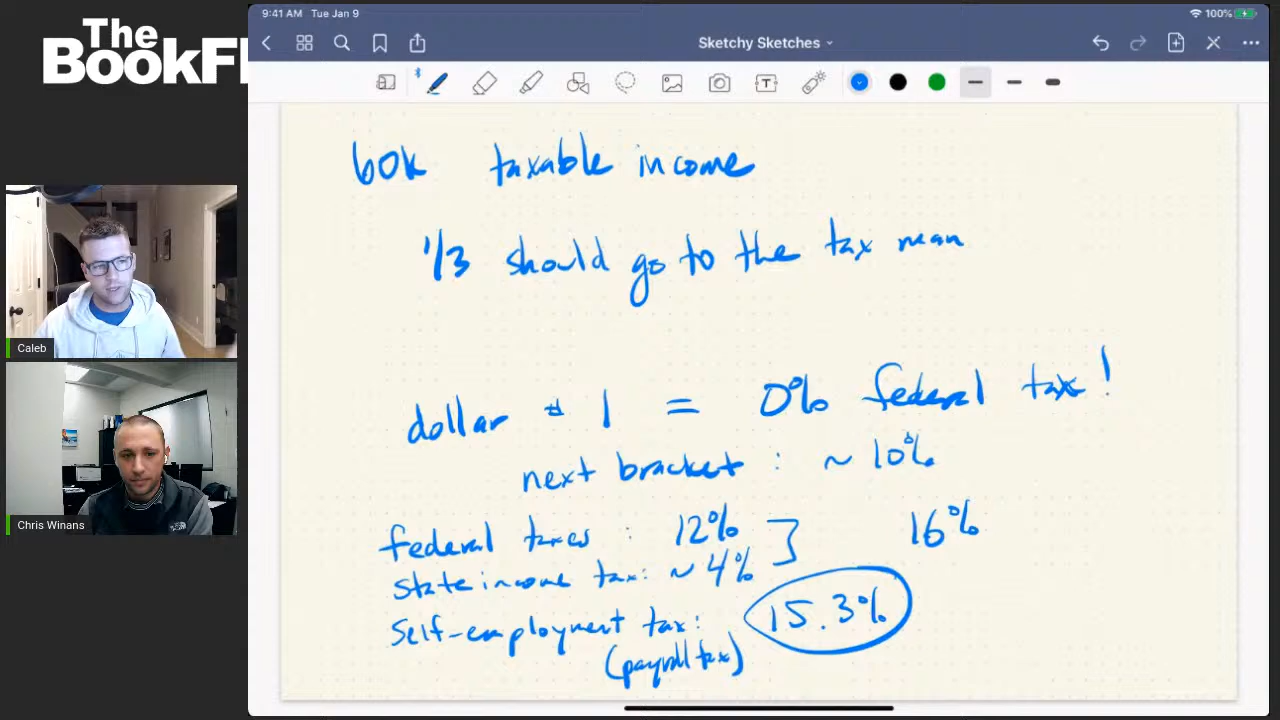 The
BookFl
9:41 AM Tue Jan 9
100%
Sketchy Sketches
60k taxable income
1/3 should go to the tax man
dollar # 1 = 0% federal tax!
next bracket : ~ 10%
federal taxes : 12% 16%
state income tax: ~ 4%
Self-employment tax: 15.3%
(payroll tax)
Caleb
Chris Winans